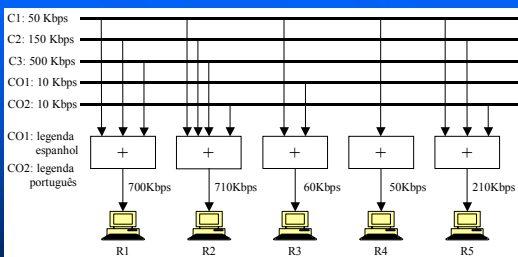 C1: 50 Kbps
C2: 150 Kbps
C3: 500 Kbps
CO1: 10 Kbps
CO2: 10 Kbps
CO1: legenda
espanhol
CO2: legenda
português
+ + + + +
700Kbps 710Kbps 60Kbps 50Kbps 210Kbps
R1 R2 R3 R4 R5